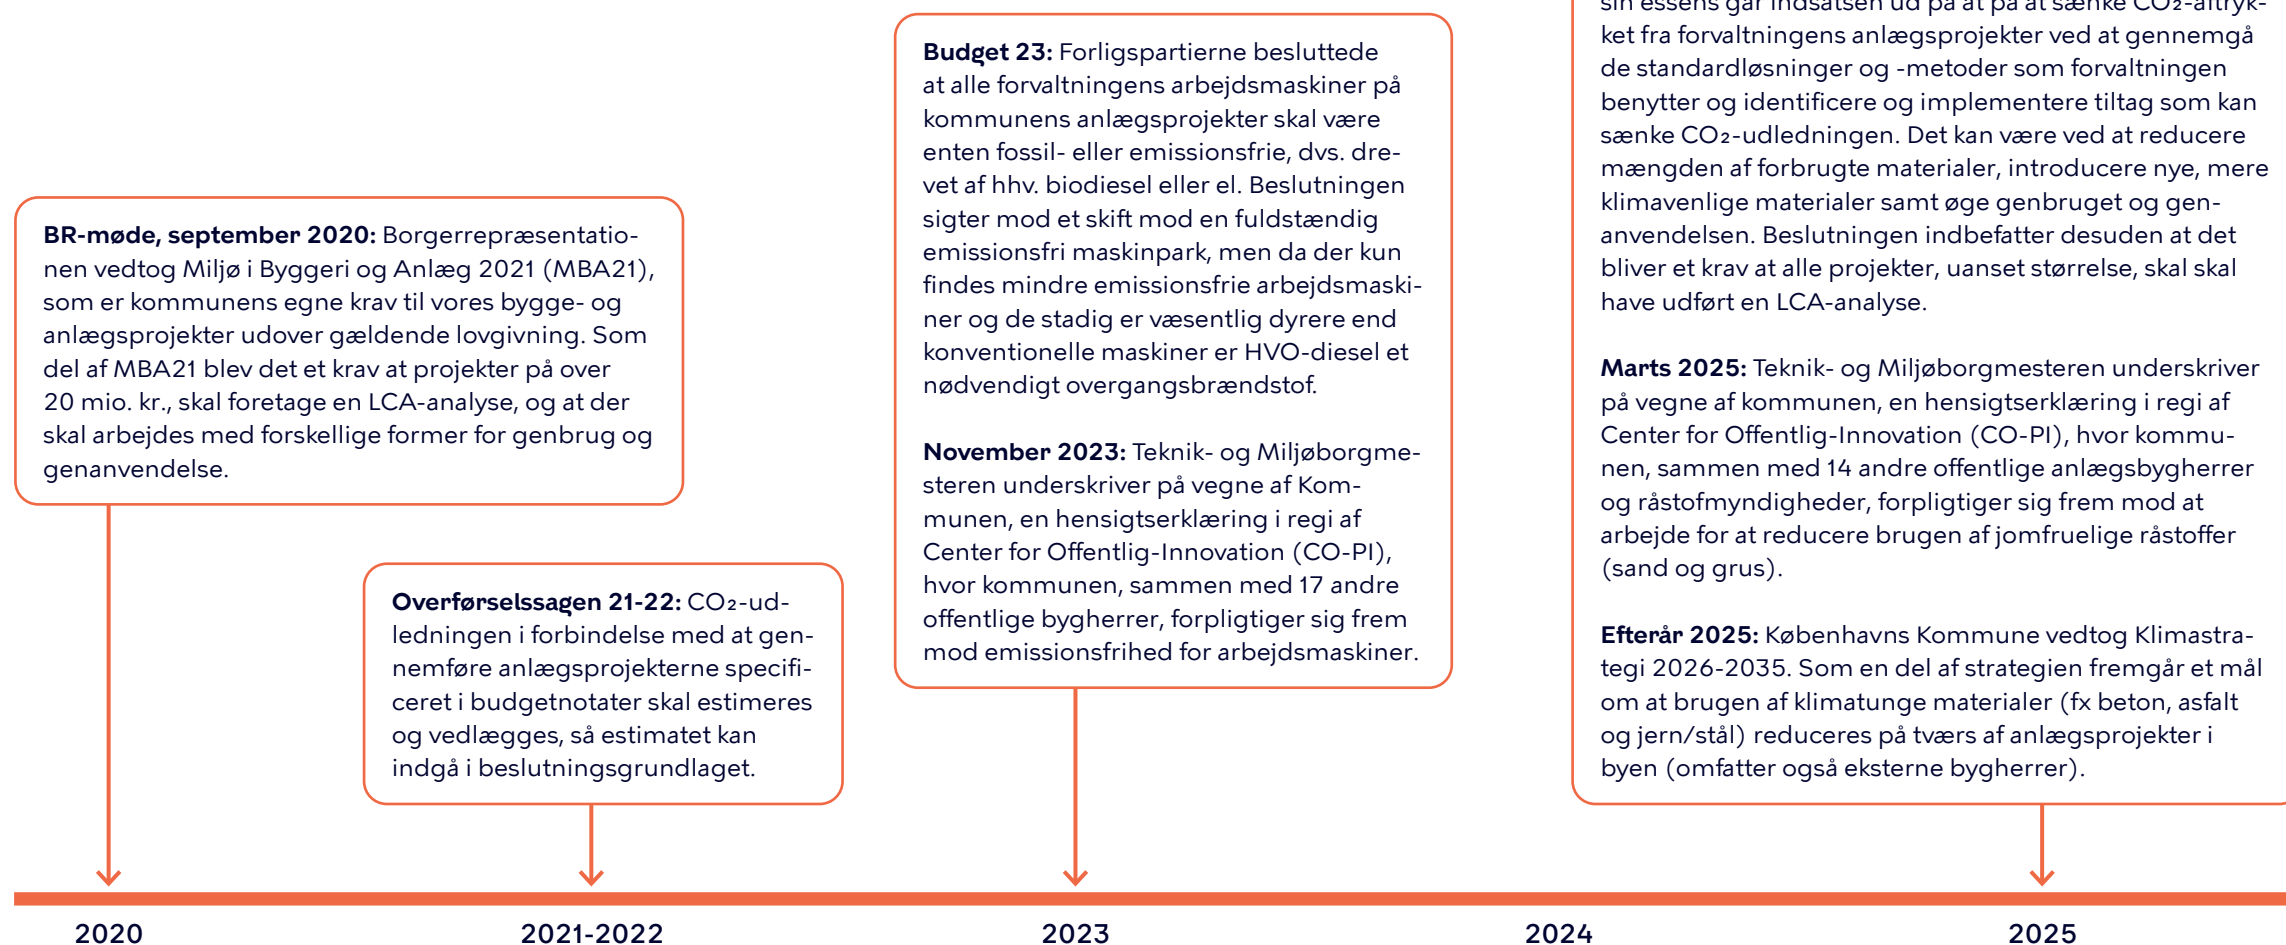 BR-møde, september 2020: Borgerrepræsentatio-
nen vedtog Miljø i Byggeri og Anlæg 2021 (MBA21),
som er kommunens egne krav til vores bygge- og
anlægsprojekter udover gældende lovgivning. Som
del af MBA21 blev det et krav at projekter på over
20 mio. kr., skal foretage en LCA-analyse, og at der
skal arbejdes med forskellige former for genbrug og
genanvendelse.
Overførselssagen 21-22: CO₂-ud-
ledningen i forbindelse med at gen-
nemføre anlægsprojekterne specifi-
ceret i budgetnotater skal estimeres
og vedlægges, så estimatet kan
indgå i beslutningsgrundlaget.
Budget 23: Forligspartierne besluttede
at alle forvaltningens arbejdsmaskiner på
kommunens anlægsprojekter skal være
enten fossil- eller emissionsfrie, dvs. dre-
vet af hhv. biodiesel eller el. Beslutningen
sigter mod et skift mod en fuldstændig
emissionsfri maskinpark, men da der kun
findes mindre emissionsfrie arbejdsmaski-
ner og de stadig er væsentlig dyrere end
konventionelle maskiner er HVO-diesel et
nødvendigt overgangsbrændstof.
November 2023: Teknik- og Miljøborgme-
steren underskriver på vegne af Kom-
munen, en hensigtserklæring i regi af
Center for Offentlig-Innovation (CO-PI),
hvor kommunen, sammen med 17 andre
offentlige bygherrer, forpligtiger sig frem
mod emissionsfrihed for arbejdsmaskiner.
sin essens går indsatsen ud på at på at sænke CO₂-aftryk-
ket fra forvaltningens anlægsprojekter ved at gennemgå
de standardløsninger og -metoder som forvaltningen
benytter og identificere og implementere tiltag som kan
sænke CO₂-udledningen. Det kan være ved at reducere
mængden af forbrugte materialer, introducere nye, mere
klimavenlige materialer samt øge genbruget og gen-
anvendelsen. Beslutningen indbefatter desuden at det
bliver et krav at alle projekter, uanset størrelse, skal skal
have udført en LCA-analyse.
Marts 2025: Teknik- og Miljøborgmesteren underskriver
på vegne af kommunen, en hensigtserklæring i regi af
Center for Offentlig-Innovation (CO-PI), hvor kommu-
nen, sammen med 14 andre offentlige anlægsbygherrer
og råstofmyndigheder, forpligtiger sig frem mod at
arbejde for at reducere brugen af jomfruelige råstoffer
(sand og grus).
Efterår 2025: Københavns Kommune vedtog Klimastra-
tegi 2026-2035. Som en del af strategien fremgår et mål
om at brugen af klimatunge materialer (fx beton, asfalt
og jern/stål) reduceres på tværs af anlægsprojekter i
byen (omfatter også eksterne bygherrer).
2020
2021-2022
2023
2024
2025